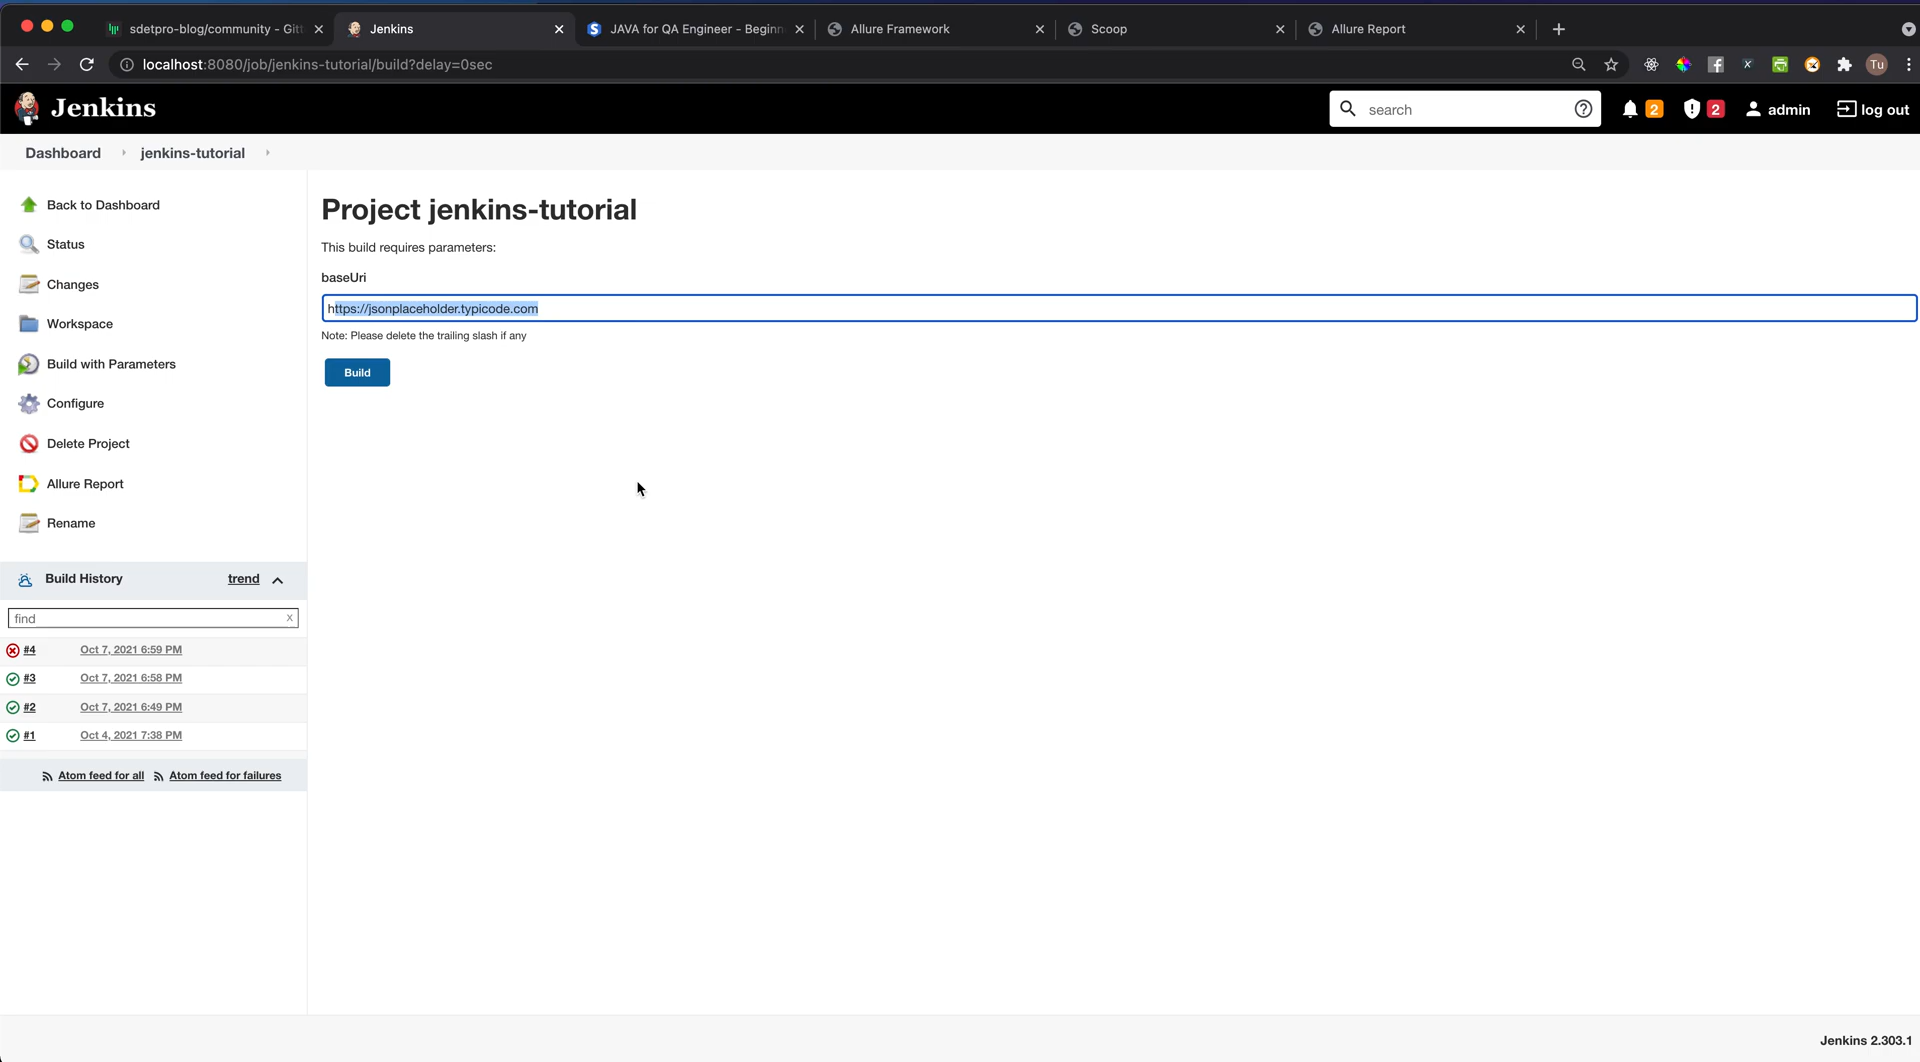 sdetpro-blog/community - Gitt
Jenkins
JAVA for QA Engineer - Beginn
Allure Framework
Scoop
Allure Report
localhost:8080/job/jenkins-tutorial/build?delay=0sec
Tu
Jenkins
search
2
2
admin
log out
Dashboard
jenkins-tutorial
Back to Dashboard
Status
Changes
Workspace
Build with Parameters
Configure
Delete Project
Allure Report
Rename
Project jenkins-tutorial
This build requires parameters:
baseUri
https://jsonplaceholder.typicode.com
Note: Please delete the trailing slash if any
Build
Build History
trend
find
x
#4 Oct 7, 2021 6:59 PM
#3 Oct 7, 2021 6:58 PM
#2 Oct 7, 2021 6:49 PM
#1 Oct 4, 2021 7:38 PM
Atom feed for all Atom feed for failures
Jenkins 2.303.1